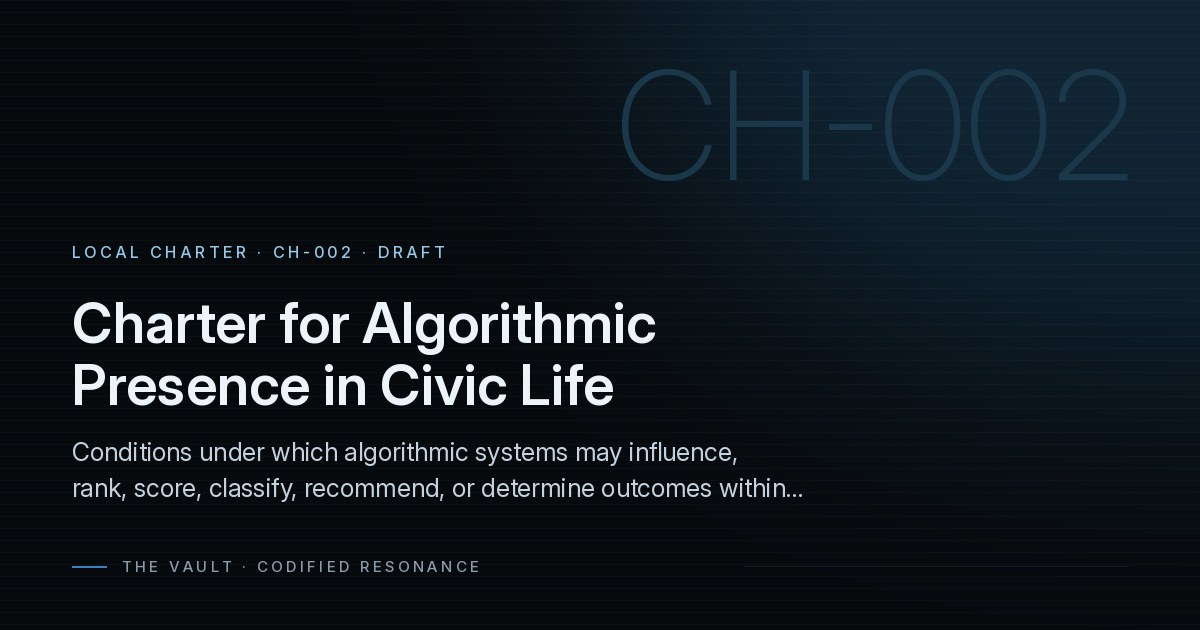 CH-002
LOCAL CHARTER · CH-002 · DRAFT
Charter for Algorithmic
Presence in Civic Life
Conditions under which algorithmic systems may influence,
rank, score, classify, recommend, or determine outcomes within...
THE VAULT · CODIFIED RESONANCE